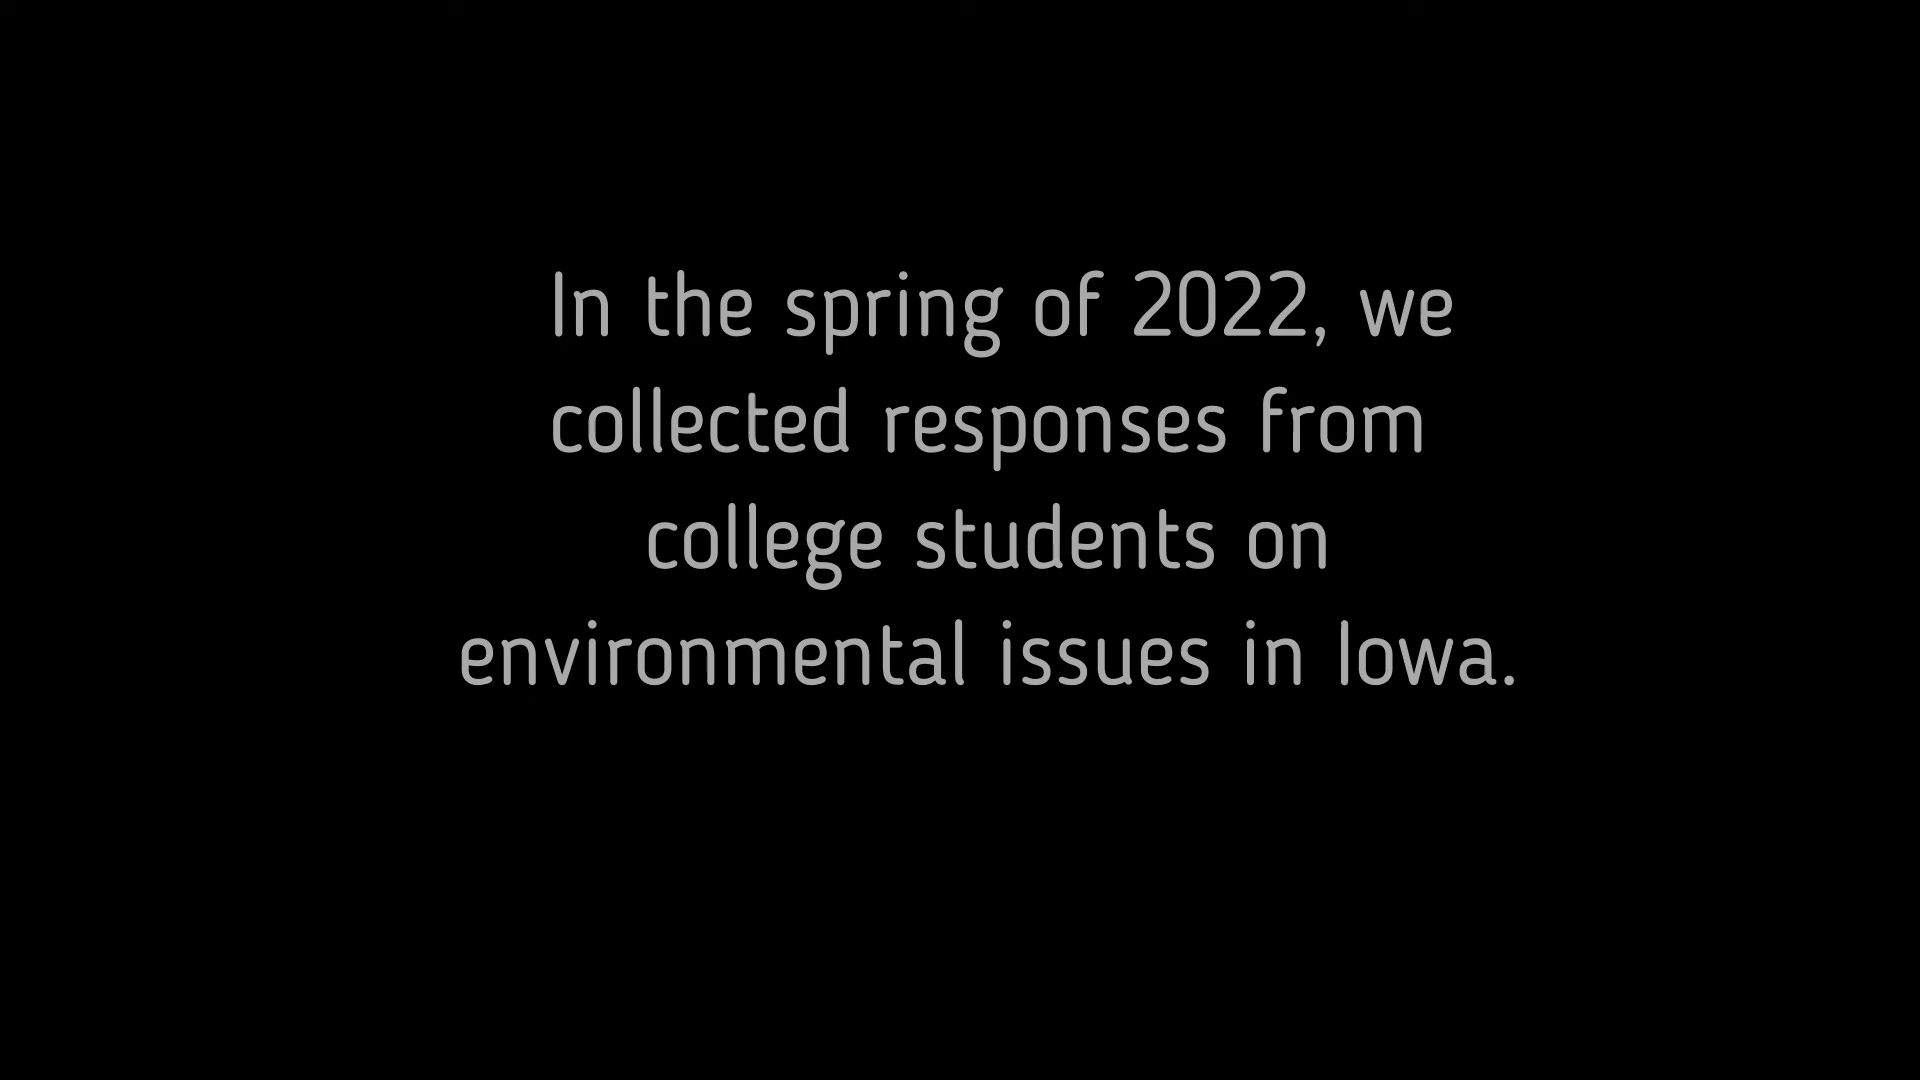 In the spring of 2022, we
collected responses from
college students on
environmental issues in Iowa.